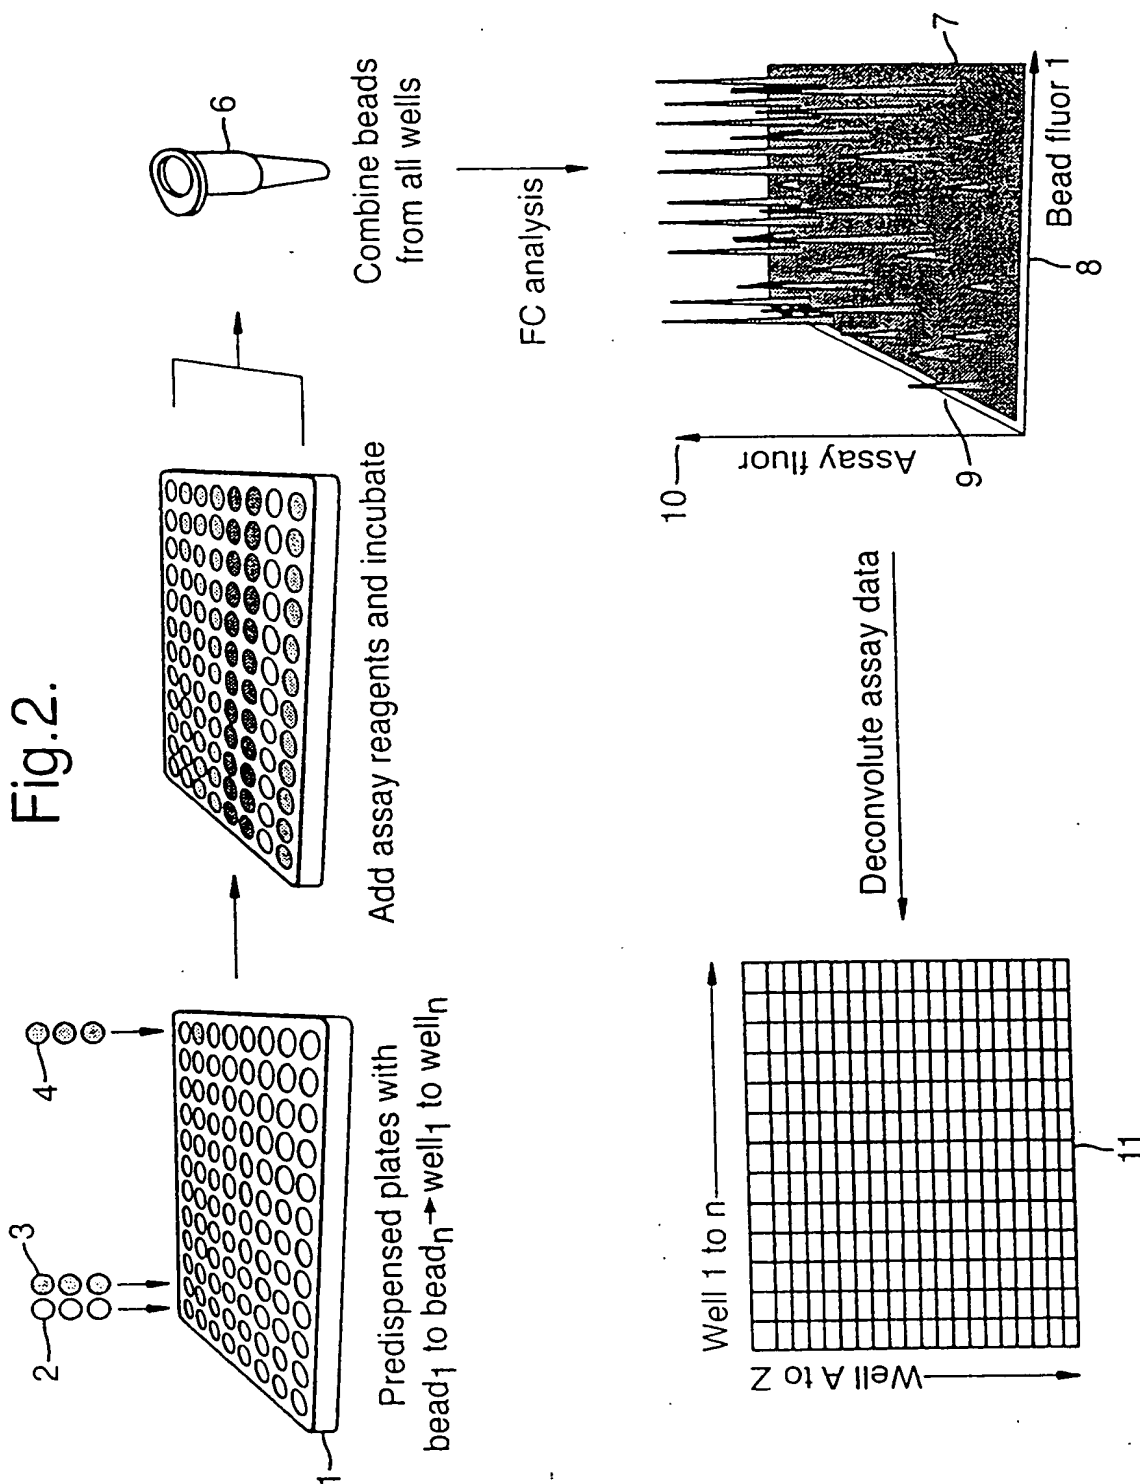 Fig.2.
2
3
4
1
Predispensed plates with
bead1 to bead n→well1 to well n
Add assay reagents and incubate
6
Combine beads
from all wells
FC analysis
7
Bead fluor 1
8
9
Assay fluor
10
Deconvolute assay data
Well 1 to n
Well A to Z
11